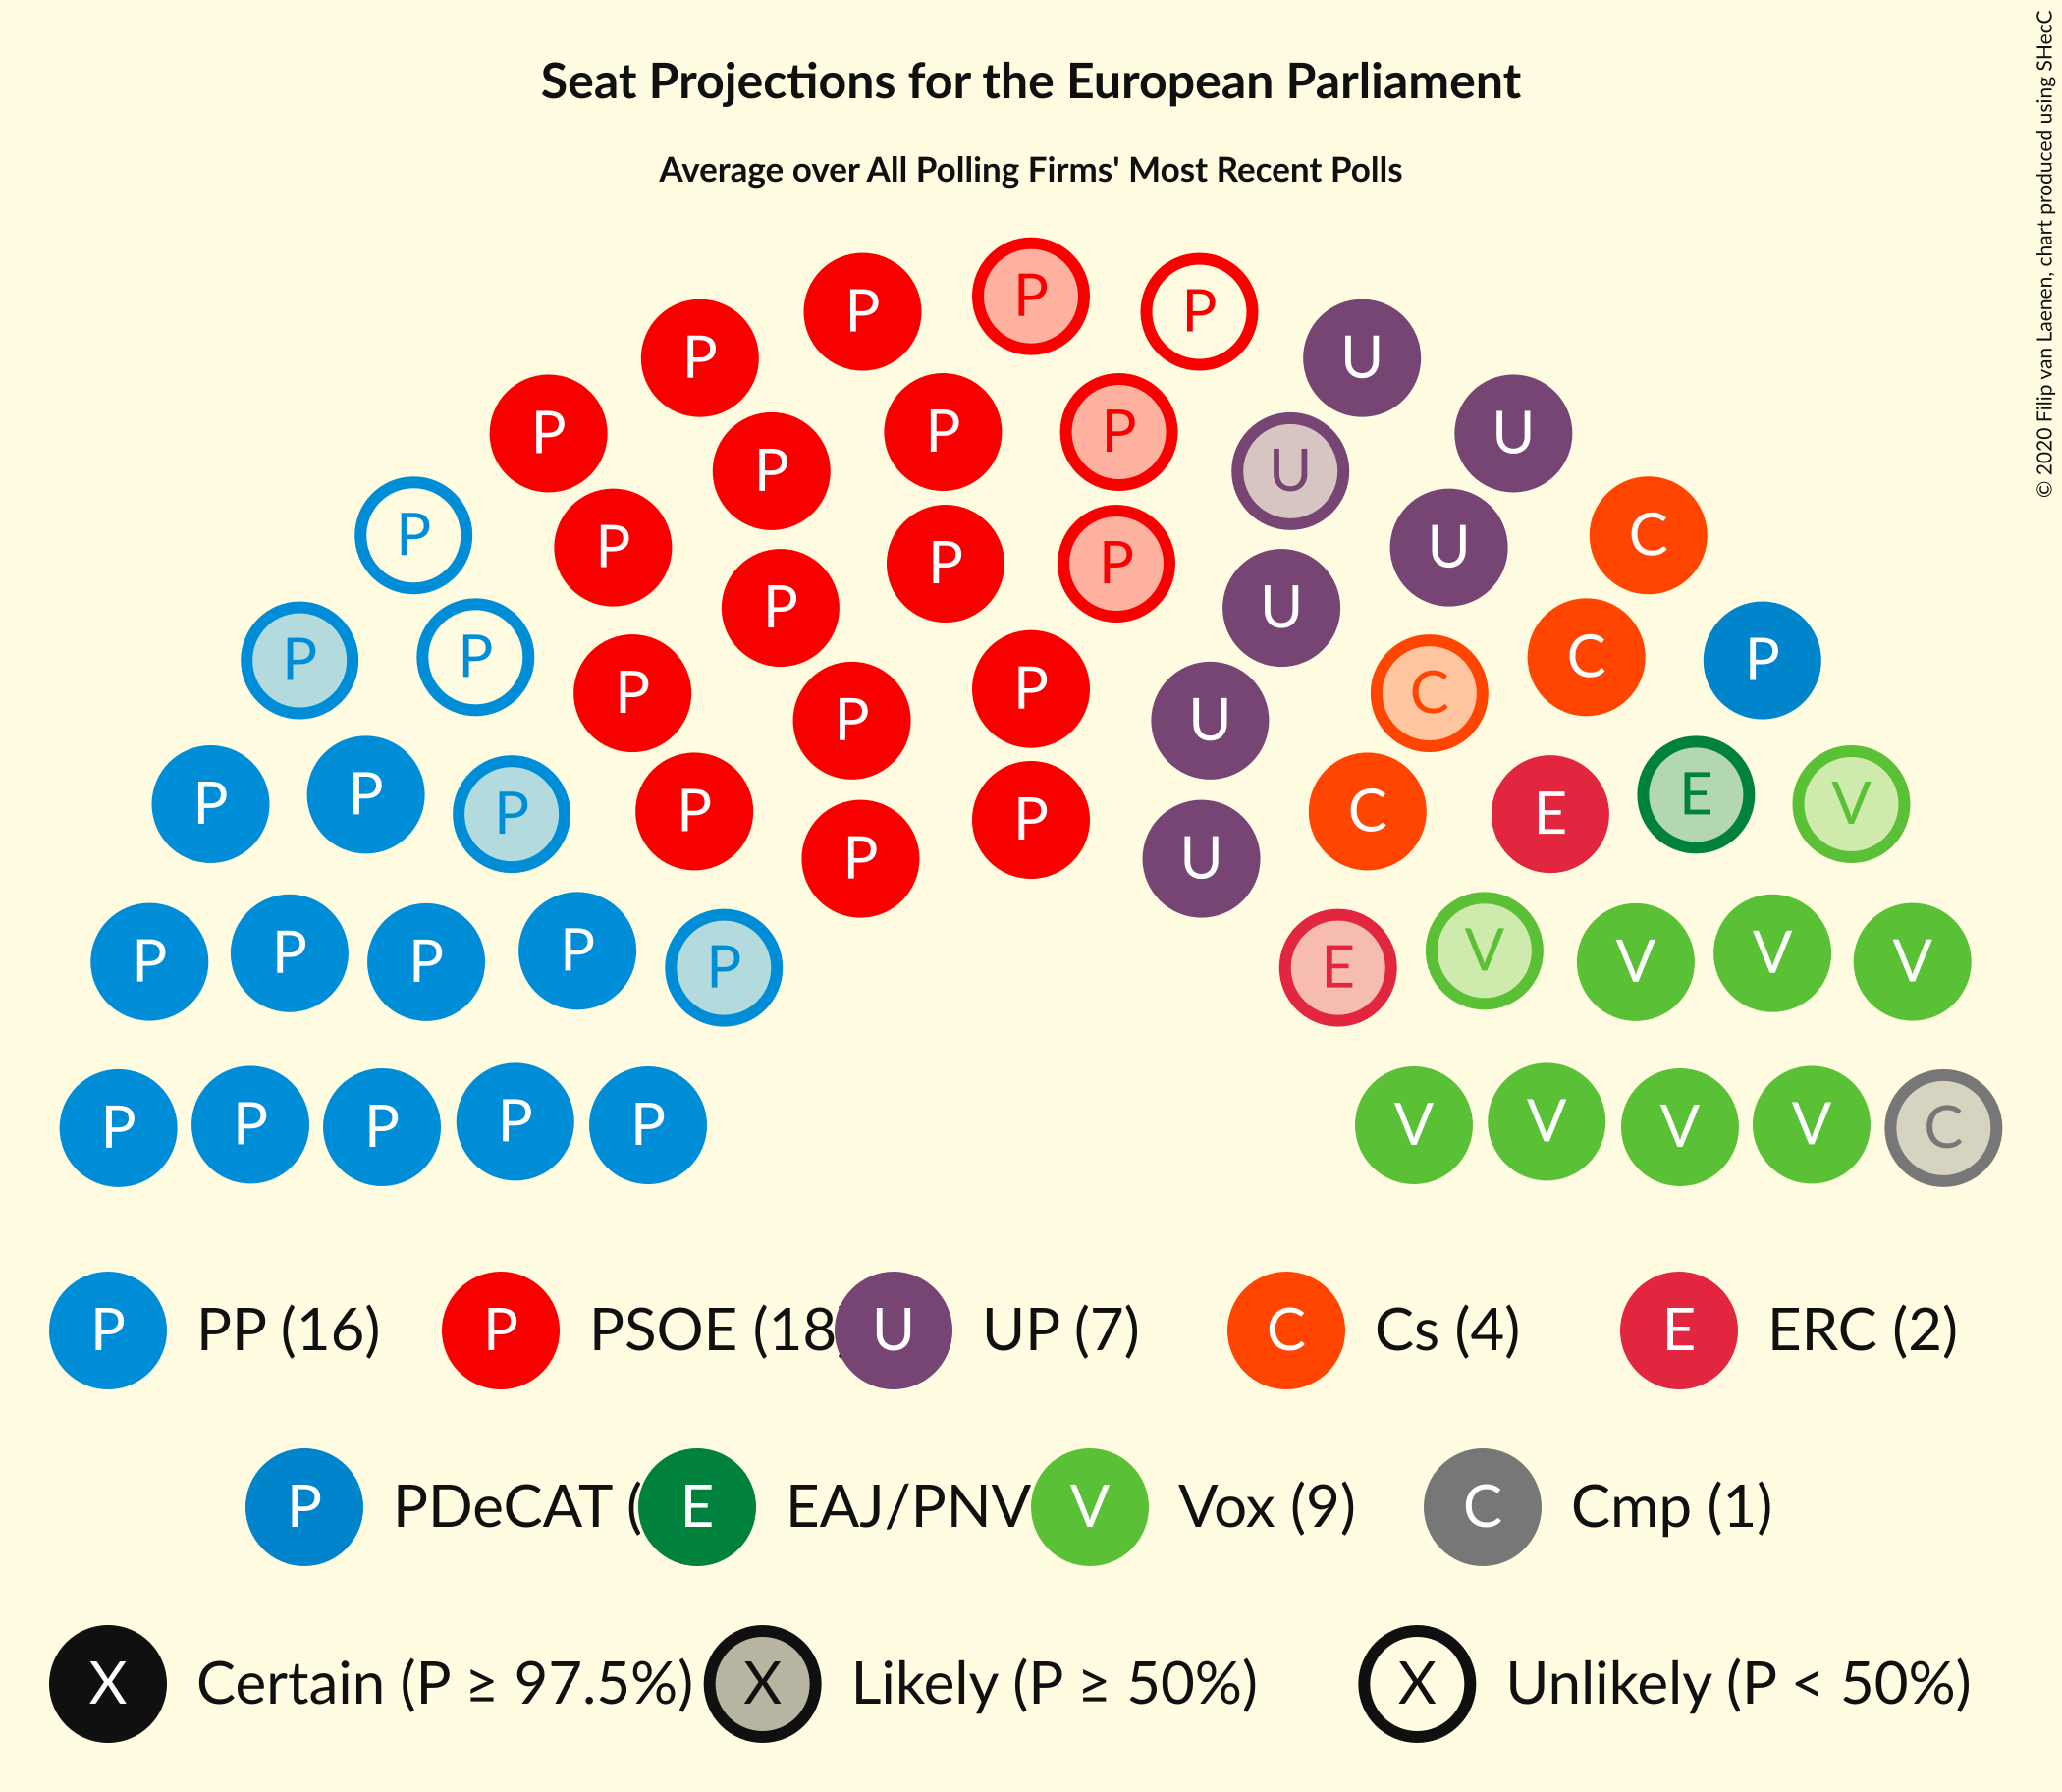 Seat Projections for the European Parliament
Average over All Polling Firms' Most Recent Polls
© 2020 Filip van Laenen, chart produced using SHecC
P
P P
P U
P P P U
P U
P P P P U C
P U
P P P P C C P
P U
P P P P P C E E V
P U
P P P P P E V V V V
P P P P P V V V V C
P PP (16) P PSOE (18 U UP (7) C Cs (4) E ERC (2)
P PDeCAT ( E EAJ/PNV V Vox (9) C Cmp (1)
X Certain (P ≥ 97.5%) X Likely (P ≥ 50%) X Unlikely (P < 50%)